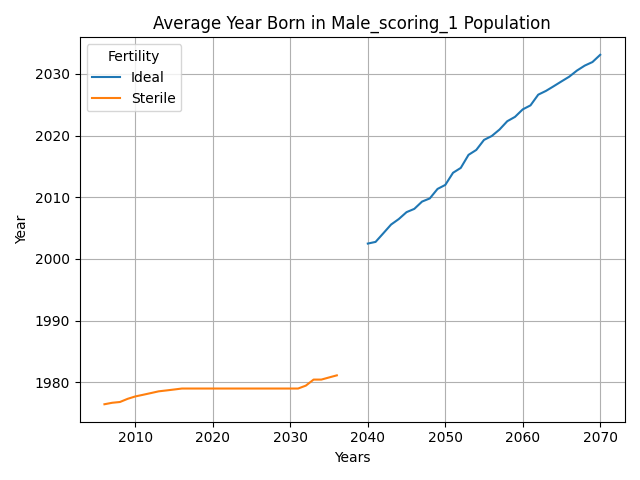 Average Year Born in Male_scoring_1 Population
Fertility
Ideal
Sterile
2030
2020
2010
2000
1990
1980
Year
2010 2020 2030 2040 2050 2060 2070
Years